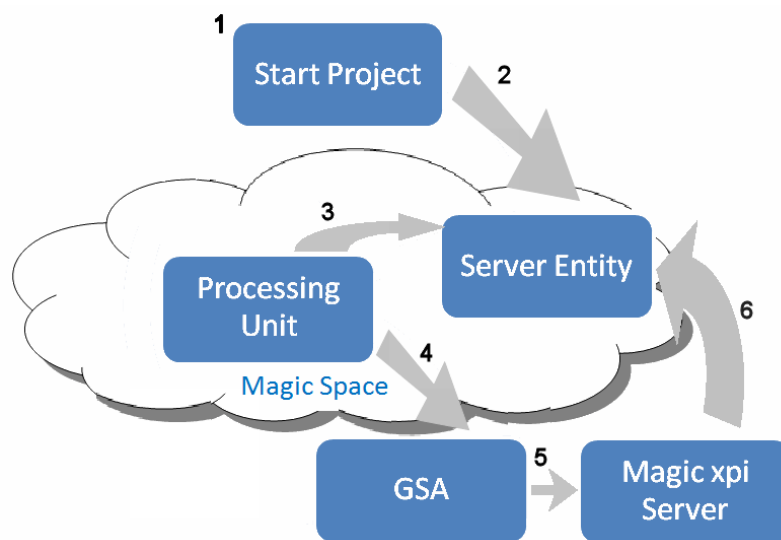 1
Start Project
2
3
Server Entity
Processing
Unit
6
4
Magic Space
GSA
5
Magic xpi
Server